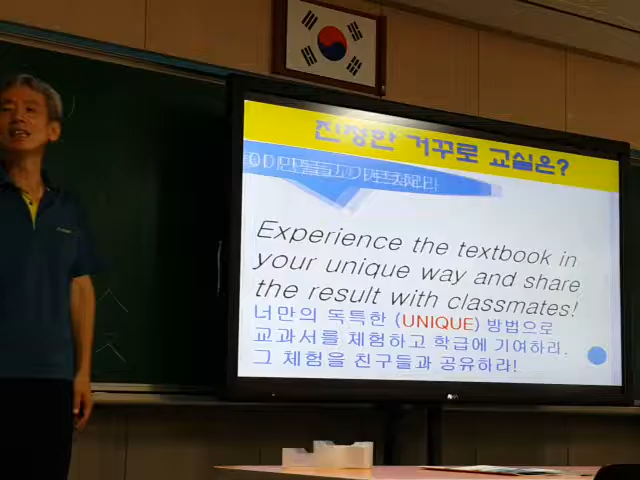 진정한 거꾸로 교실은?
Experience the textbook in
your unique way and share
the result with classmates!
너만의 독특한 (UNIQUE) 방법으로
교과서를 체험하고 학급에 기여하리.
그 체험을 친구들과 공유하라!